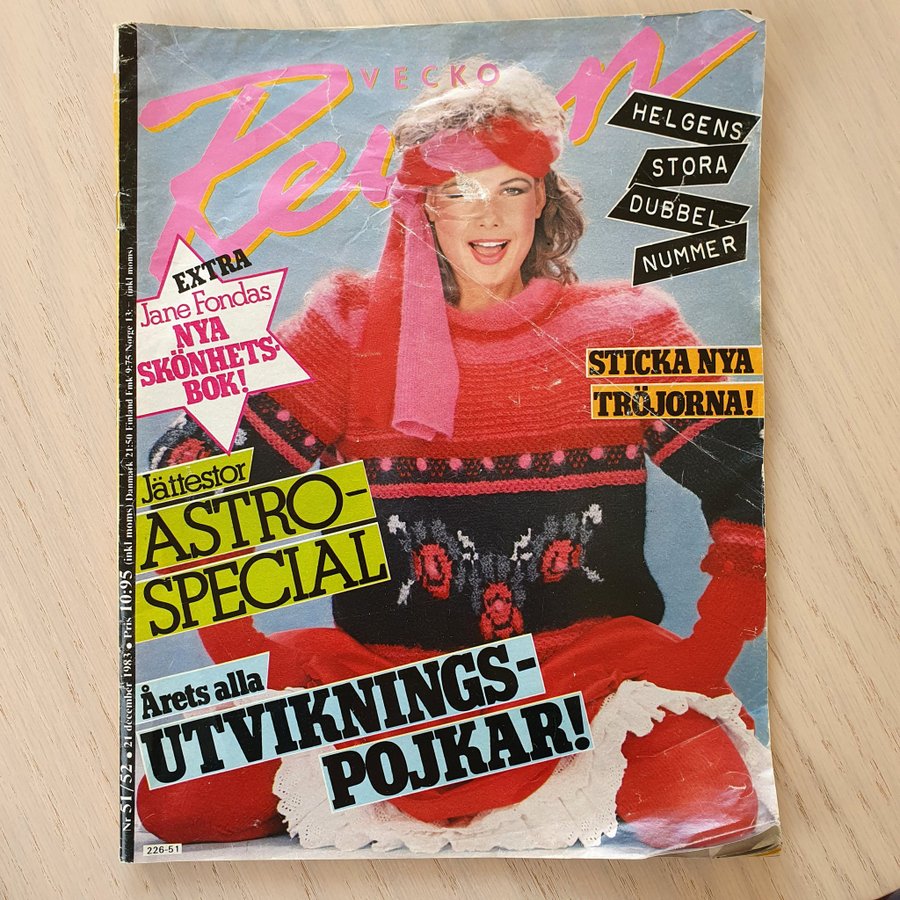 VECKO
Revyn
HELGENS
STORA
DUBBEL-
NUMMER
EXTRA
Jane Fondas
NYA
SKÖNHETS-
BOK!
STICKA NYA
TRÖJORNA!
Jättestor
ASTRO-
SPECIAL
Årets alla
UTVIKNINGS-
POJKAR!
Nr 51/52 • 21 december 1983 • Pris 10:95 (inkl moms) Danmark 21:50 Finland Fmk 9:75 Norge 13:- (inkl moms)
226-51